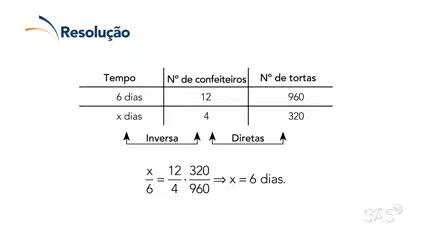 Resolução
Tempo Nº de confeiteiros Nº de tortas
6 dias 12 960
x dias 4 320
Inversa Diretas
x/6 = 12/4 · 320/960 ⇒ x = 6 dias.
SAS